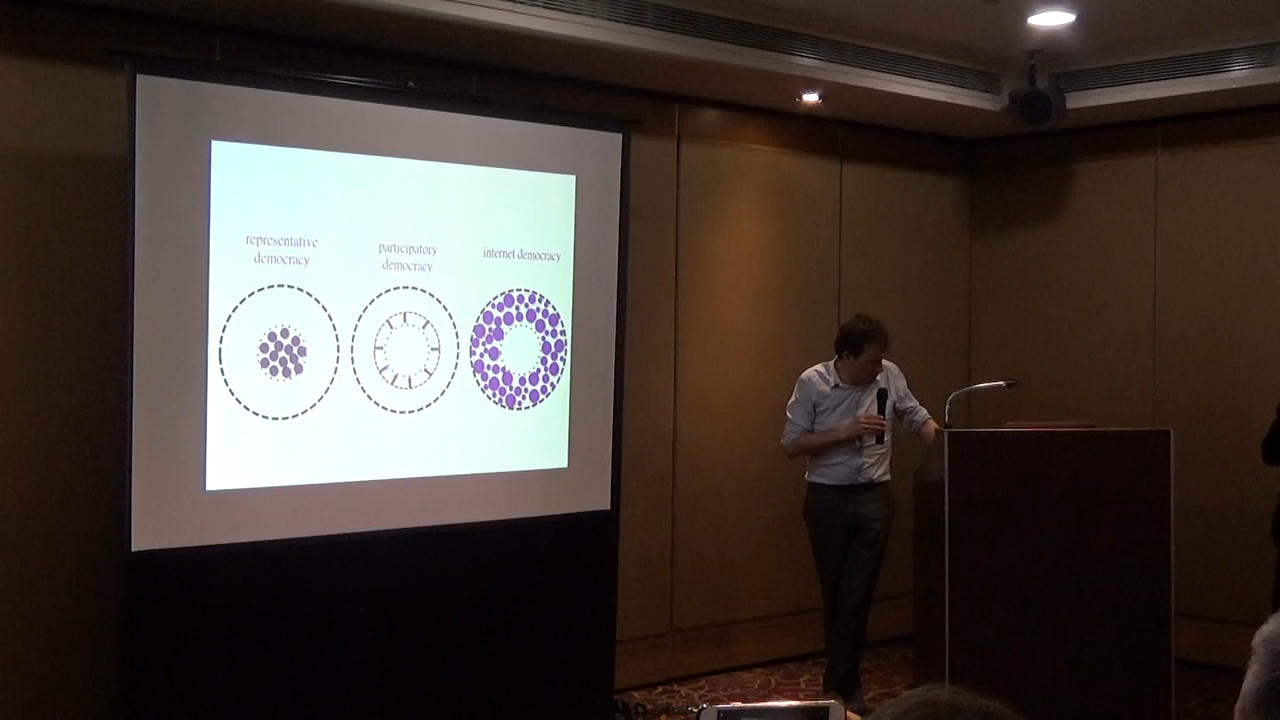 representative
democracy
participatory
democracy
internet democracy